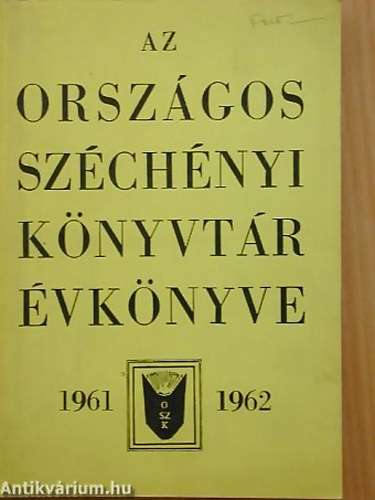 AZ
ORSZÁGOS
SZÉCHÉNYI
KÖNYVTÁR
ÉVKÖNYVE
1961 1962
O
SZ
K
Antikvárium.hu